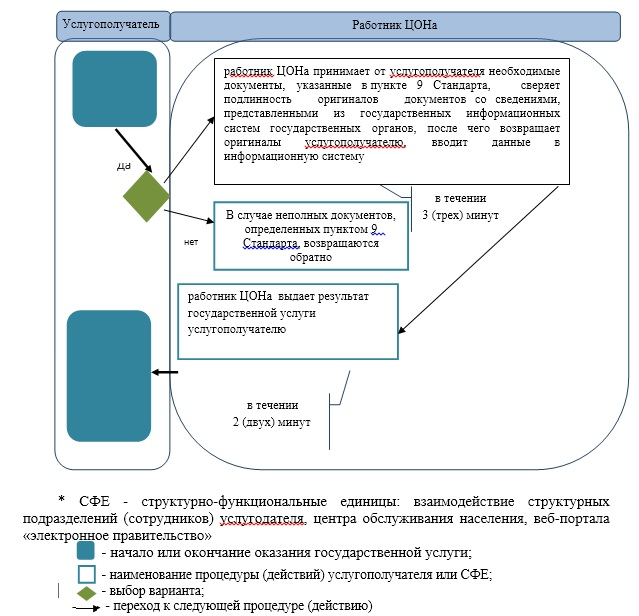 Услугополучатель
Работник ЦОНа
работник ЦОНа принимает от услугополучателя необходимые
документы, указанные в пункте 9 Стандарта, сверяет
подлинность оригиналов документов со сведениями,
представленными из государственных информационных
систем государственных органов, после чего возвращает
оригиналы услугополучателю, вводит данные в
информационную систему
да
в течении
3 (трех) минут
нет
В случае неполных документов,
определенных пунктом 9
Стандарта, возвращаются
обратно
работник ЦОНа выдает результат
государственной услуги
услугополучателю
в течении
2 (двух) минут
* СФЕ - структурно-функциональные единицы: взаимодействие структурных
подразделений (сотрудников) услугодателя, центра обслуживания населения, веб-портала
«электронное правительство»
- начало или окончание оказания государственной услуги;
- наименование процедуры (действий) услугополучателя или СФЕ;
- выбор варианта;
- переход к следующей процедуре (действию)